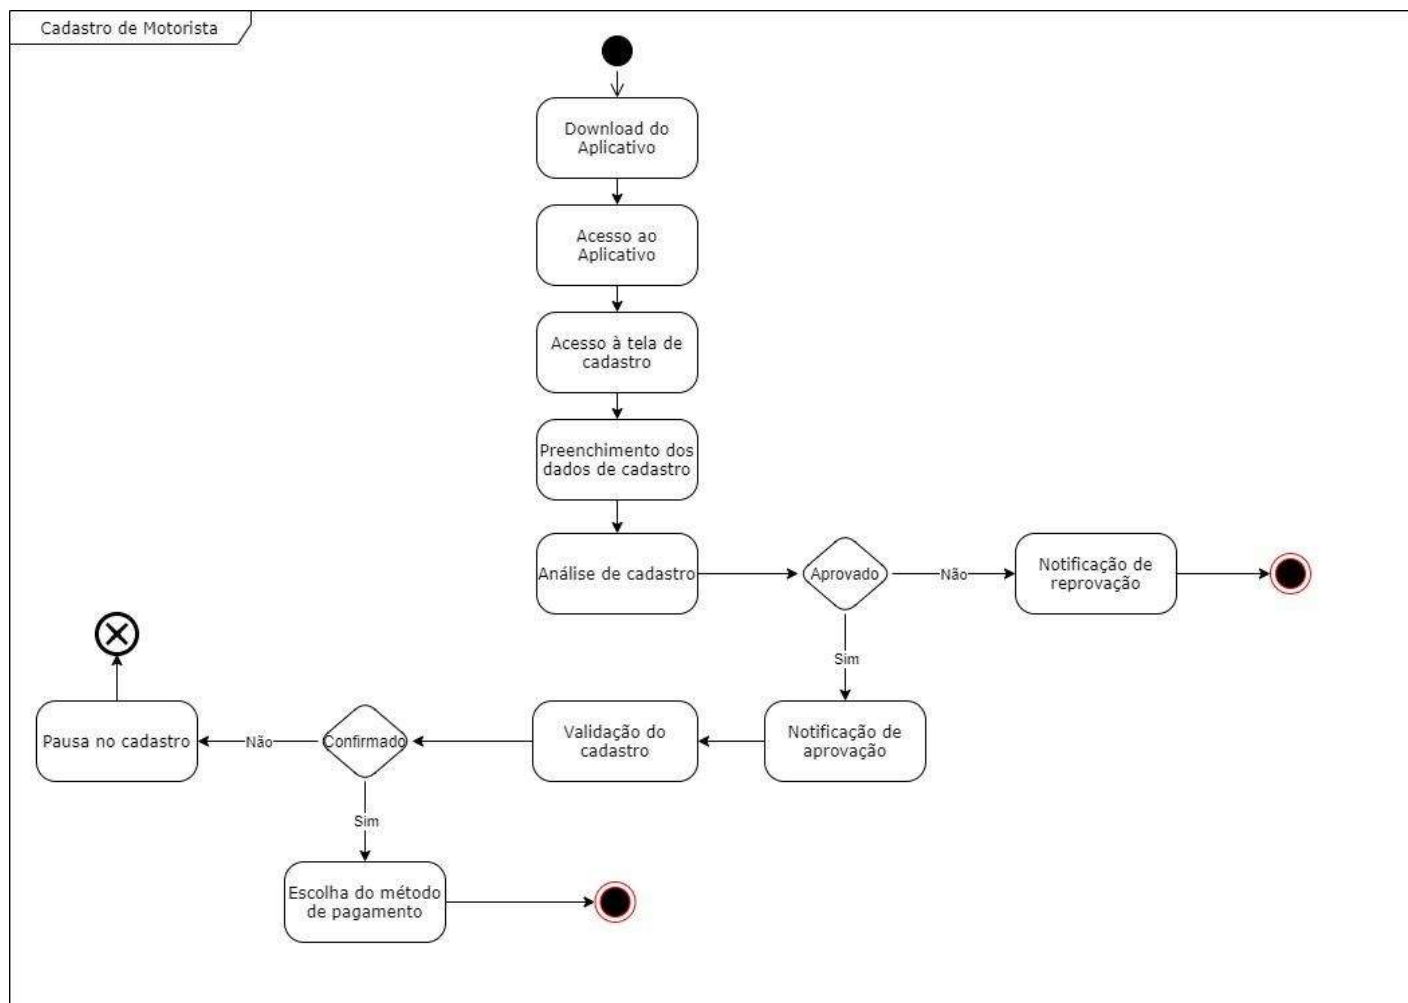 Cadastro de Motorista
Download do
Aplicativo
Acesso ao
Aplicativo
Acesso à tela de
cadastro
Preenchimento dos
dados de cadastro
Análise de cadastro
Aprovado
Não
Notificação de
reprovação
Sim
Notificação de
aprovação
Validação do
cadastro
Confirmado
Não
Pausa no cadastro
Sim
Escolha do método
de pagamento